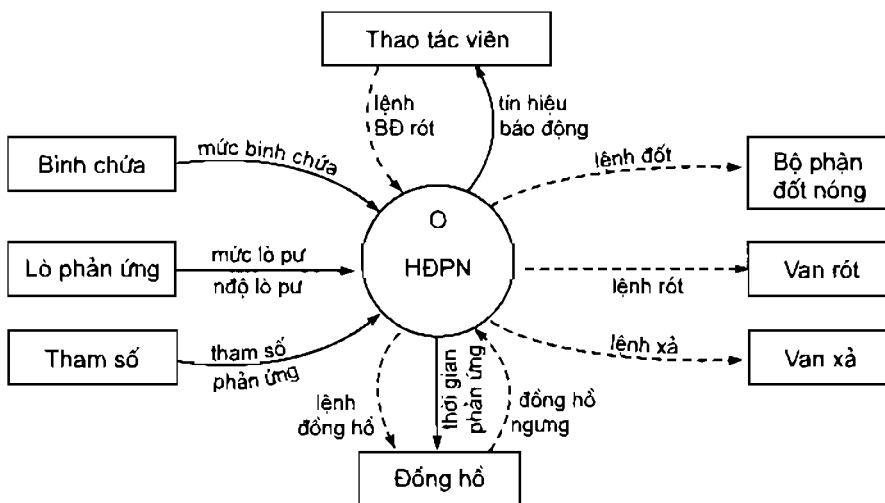 Thao tác viên
lệnh
BĐ rót
tín hiệu
báo động
Bình chứa
mức bình chứa
lệnh đốt
Bộ phận
đốt nóng
O
HĐPN
Lò phản ứng
mức lò pư
nđộ lò pư
lệnh rót
Van rót
Tham số
tham số
phản ứng
lệnh xả
Van xả
lệnh
đồng hồ
thời gian
phản ứng
đồng hồ
ngưng
Đồng hồ